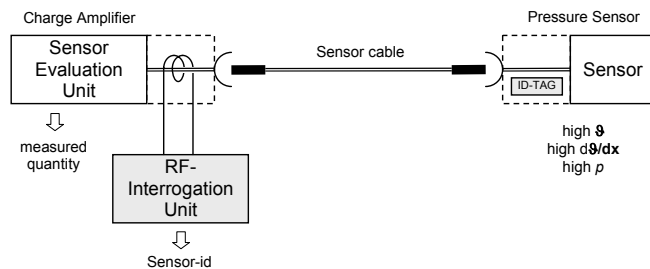 Charge Amplifier
Pressure Sensor
Sensor
Evaluation
Unit
Sensor cable
Sensor
ID-TAG
measured
quantity
high ϑ
high dϑ/dx
high p
RF-
Interrogation
Unit
Sensor-id